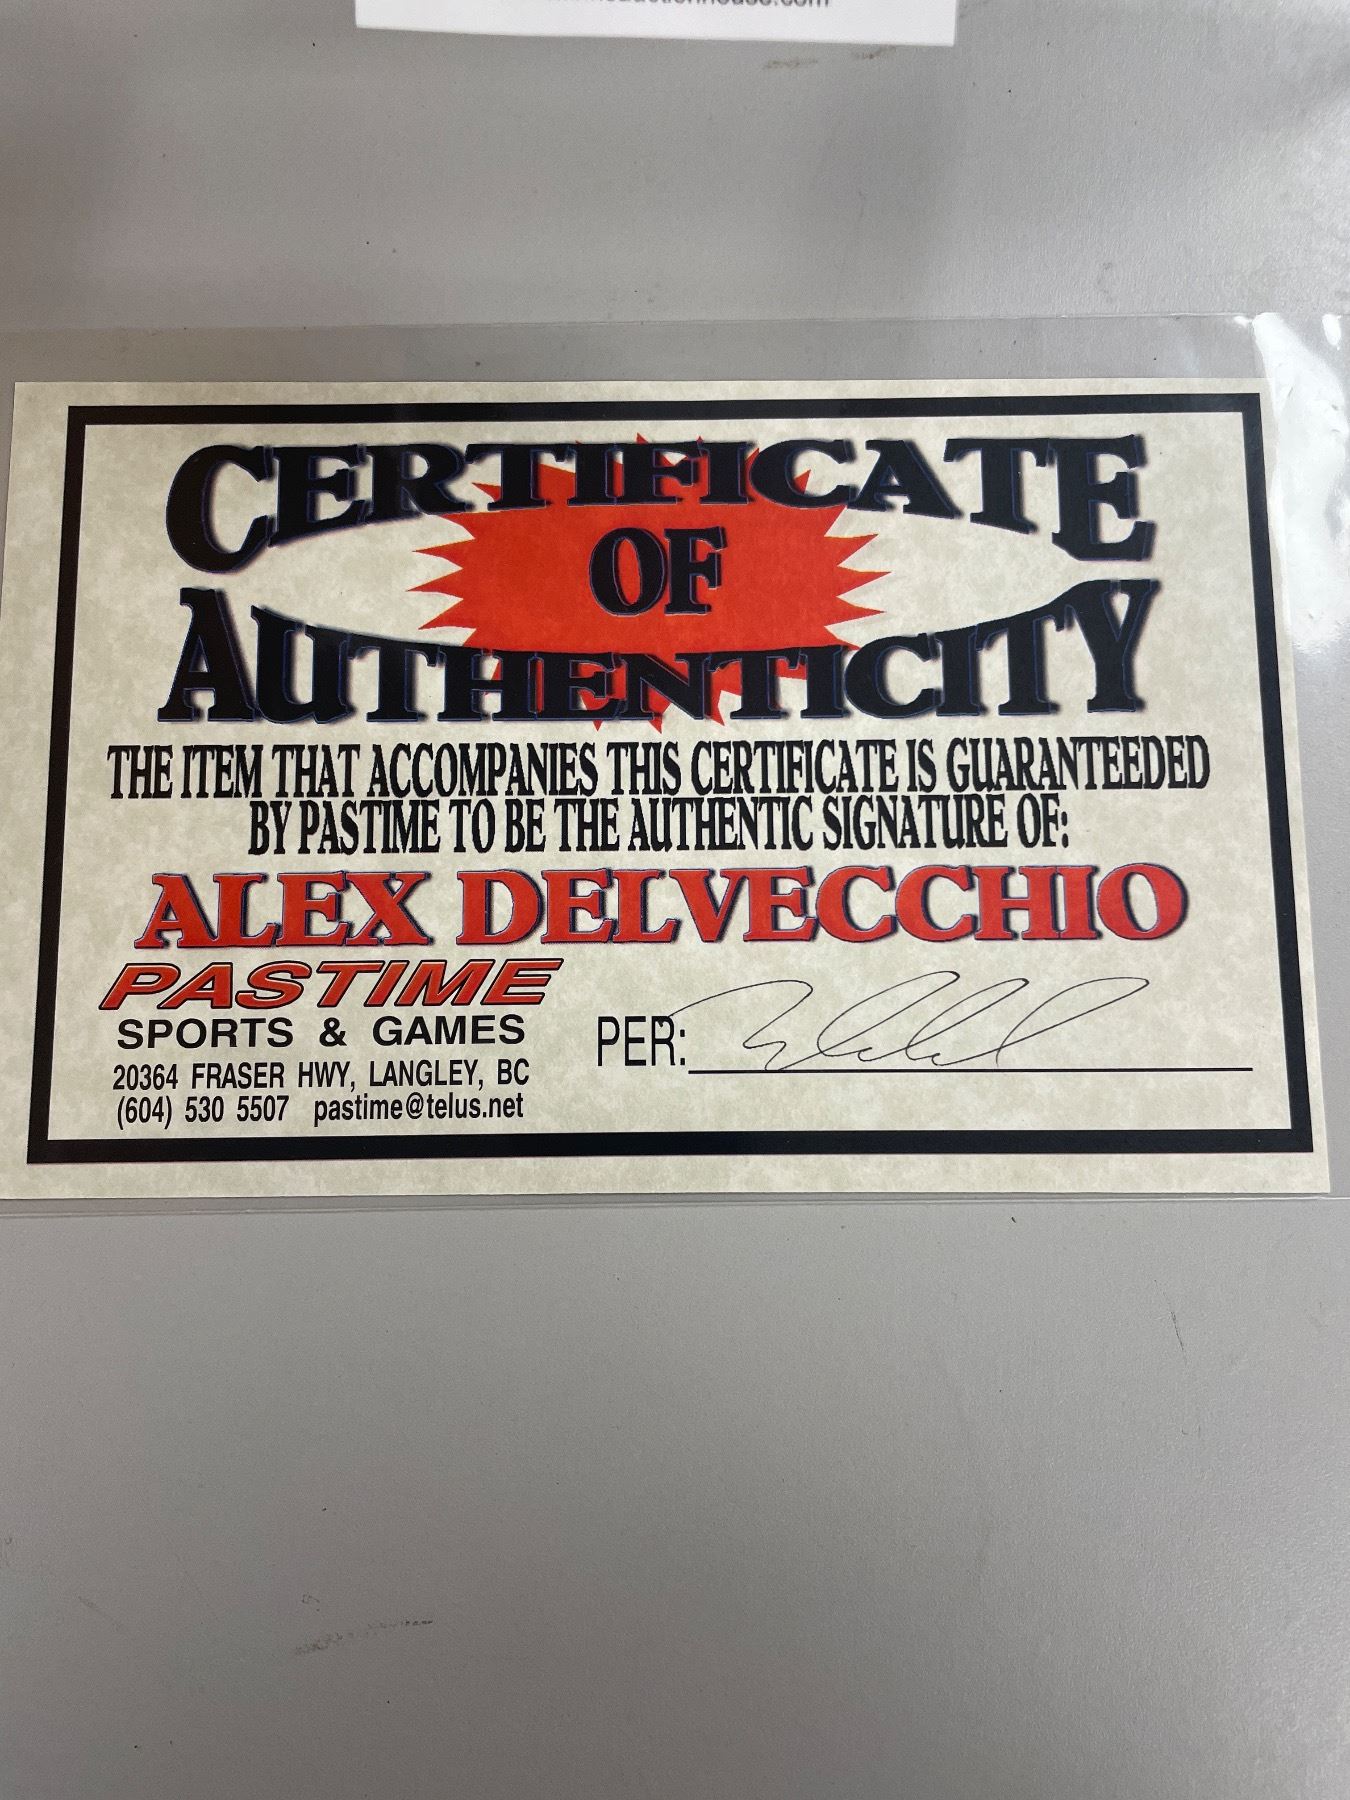 CERTIFICATE
OF
AUTHENTICITY
THE ITEM THAT ACCOMPANIES THIS CERTIFICATE IS GUARANTEEDED
BY PASTIME TO BE THE AUTHENTIC SIGNATURE OF:
ALEX DELVECCHIO
PASTIME
SPORTS & GAMES
20364 FRASER HWY, LANGLEY, BC
(604) 530 5507 pastime@telus.net
PER: